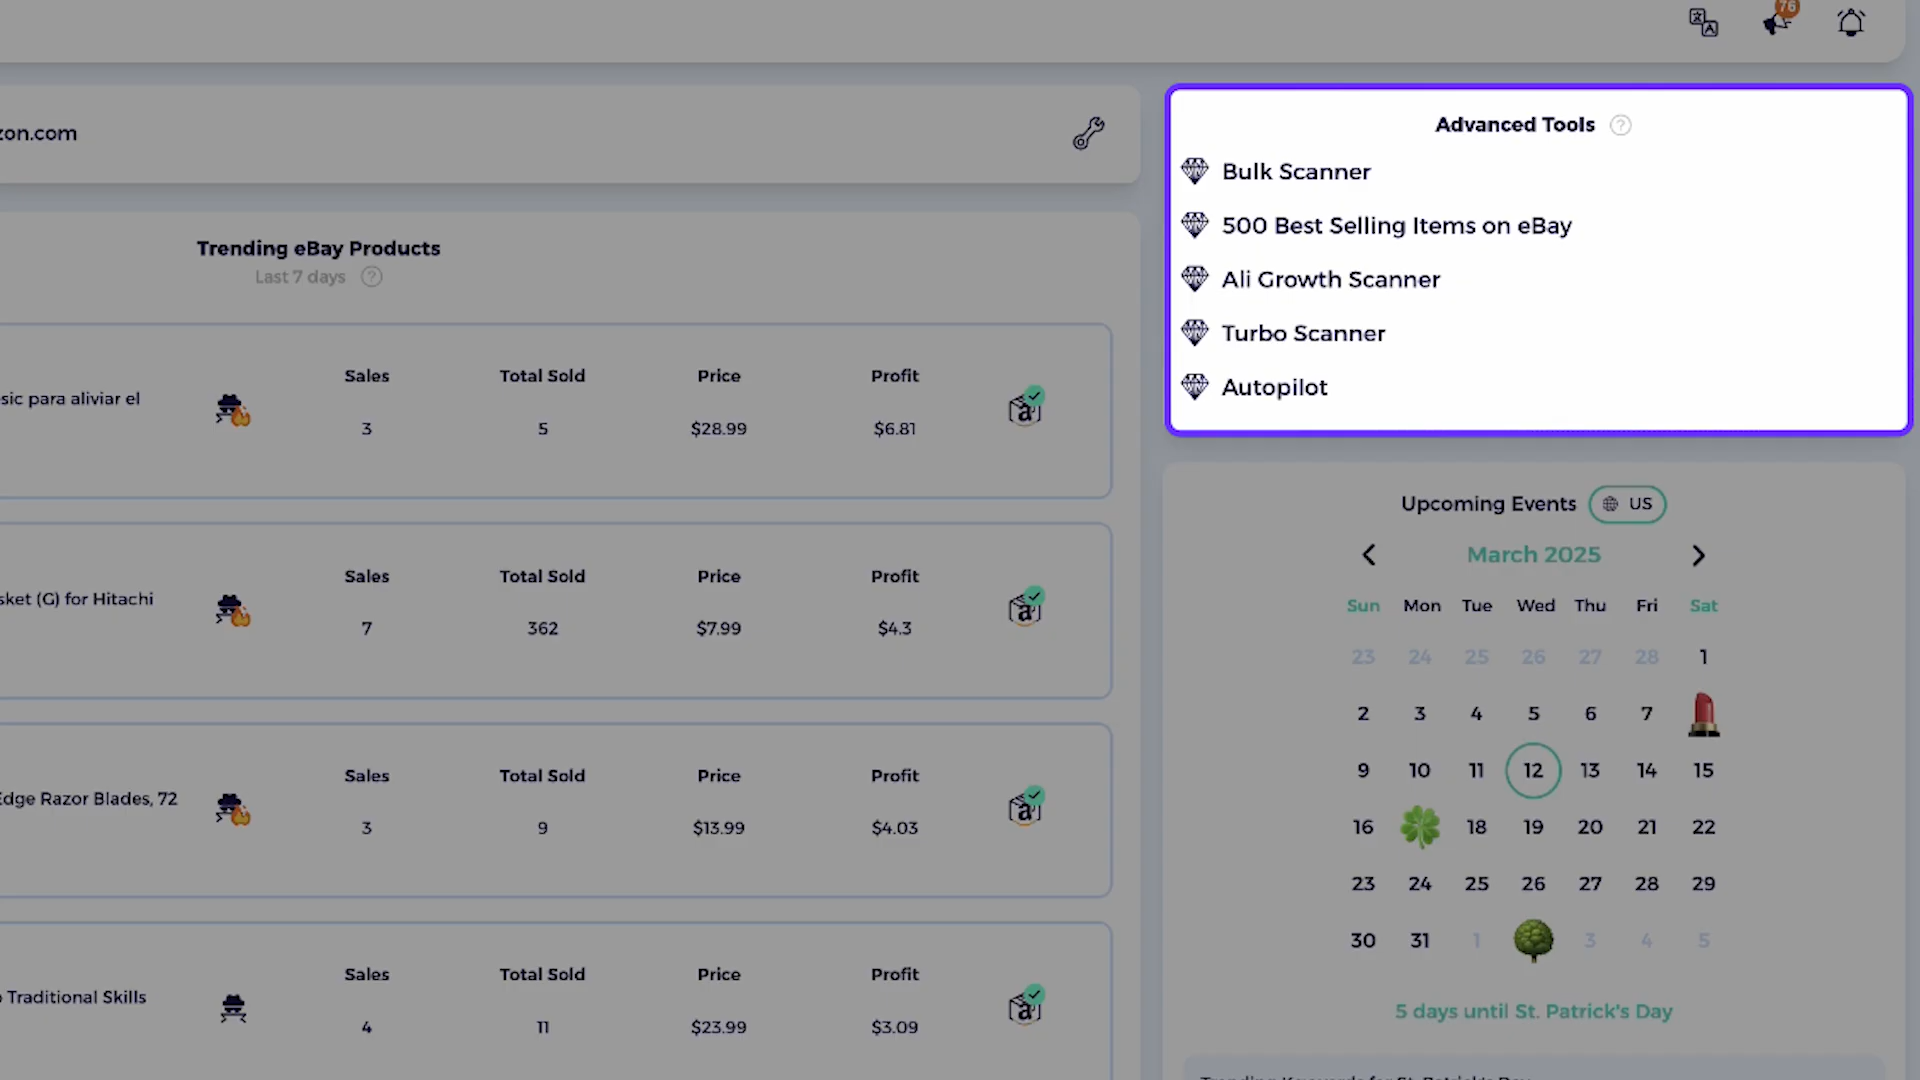 76
zon.com
Advanced Tools ?
Bulk Scanner
500 Best Selling Items on eBay
Ali Growth Scanner
Turbo Scanner
Autopilot
Trending eBay Products
Last 7 days ?
sic para aliviar el
Sales Total Sold Price Profit
3 5 $28.99 $6.81
sket (G) for Hitachi
Sales Total Sold Price Profit
7 362 $7.99 $4.3
Edge Razor Blades, 72
Sales Total Sold Price Profit
3 9 $13.99 $4.03
Traditional Skills
Sales Total Sold Price Profit
4 11 $23.99 $3.09
Upcoming Events US
March 2025
Sun Mon Tue Wed Thu Fri Sat
23 24 25 26 27 28 1
2 3 4 5 6 7
9 10 11 12 13 14 15
16 18 19 20 21 22
23 24 25 26 27 28 29
30 31 1 3 4 5
5 days until St. Patrick's Day